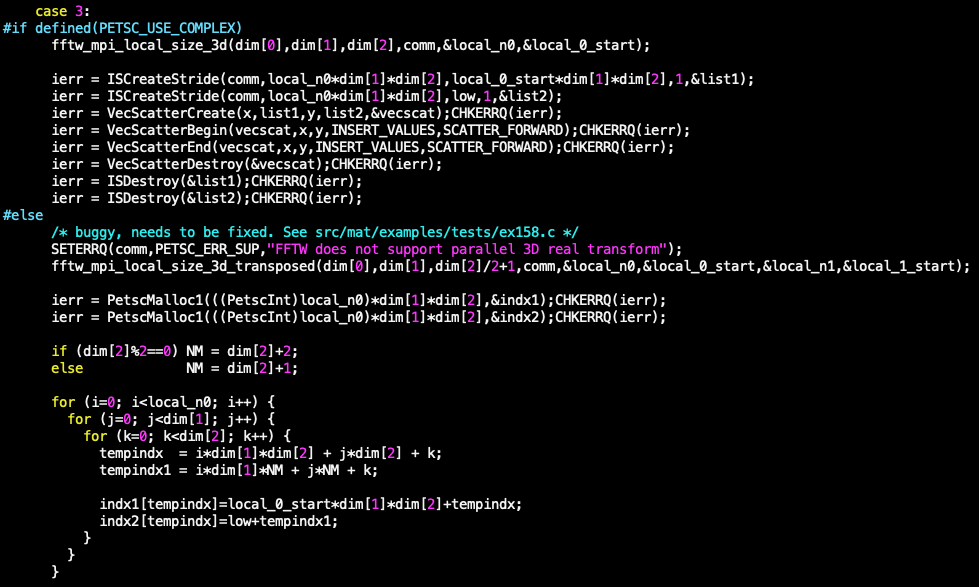 case 3:
#if defined(PETSC_USE_COMPLEX)
fftw_mpi_local_size_3d(dim[0],dim[1],dim[2],comm,&local_n0,&local_0_start);
ierr = ISCreateStride(comm,local_n0*dim[1]*dim[2],local_0_start*dim[1]*dim[2],1,&list1);
ierr = ISCreateStride(comm,local_n0*dim[1]*dim[2],low,1,&list2);
ierr = VecScatterCreate(x,list1,y,list2,&vecscat);CHKERRQ(ierr);
ierr = VecScatterBegin(vecscat,x,y,INSERT_VALUES,SCATTER_FORWARD);CHKERRQ(ierr);
ierr = VecScatterEnd(vecscat,x,y,INSERT_VALUES,SCATTER_FORWARD);CHKERRQ(ierr);
ierr = VecScatterDestroy(&vecscat);CHKERRQ(ierr);
ierr = ISDestroy(&list1);CHKERRQ(ierr);
ierr = ISDestroy(&list2);CHKERRQ(ierr);
#else
/* buggy, needs to be fixed. See src/mat/examples/tests/ex158.c */
SETERRQ(comm,PETSC_ERR_SUP,"FFTW does not support parallel 3D real transform");
fftw_mpi_local_size_3d_transposed(dim[0],dim[1],dim[2]/2+1,comm,&local_n0,&local_0_start,&local_n1,&local_1_start);
ierr = PetscMalloc1(((PetscInt)local_n0)*dim[1]*dim[2],&indx1);CHKERRQ(ierr);
ierr = PetscMalloc1(((PetscInt)local_n0)*dim[1]*dim[2],&indx2);CHKERRQ(ierr);
if (dim[2]%2==0) NM = dim[2]+2;
else             NM = dim[2]+1;
for (i=0; i<local_n0; i++) {
for (j=0; j<dim[1]; j++) {
for (k=0; k<dim[2]; k++) {
tempindx  = i*dim[1]*dim[2] + j*dim[2] + k;
tempindx1 = i*dim[1]*NM + j*NM + k;
indx1[tempindx]=local_0_start*dim[1]*dim[2]+tempindx;
indx2[tempindx]=low+tempindx1;
}
}
}